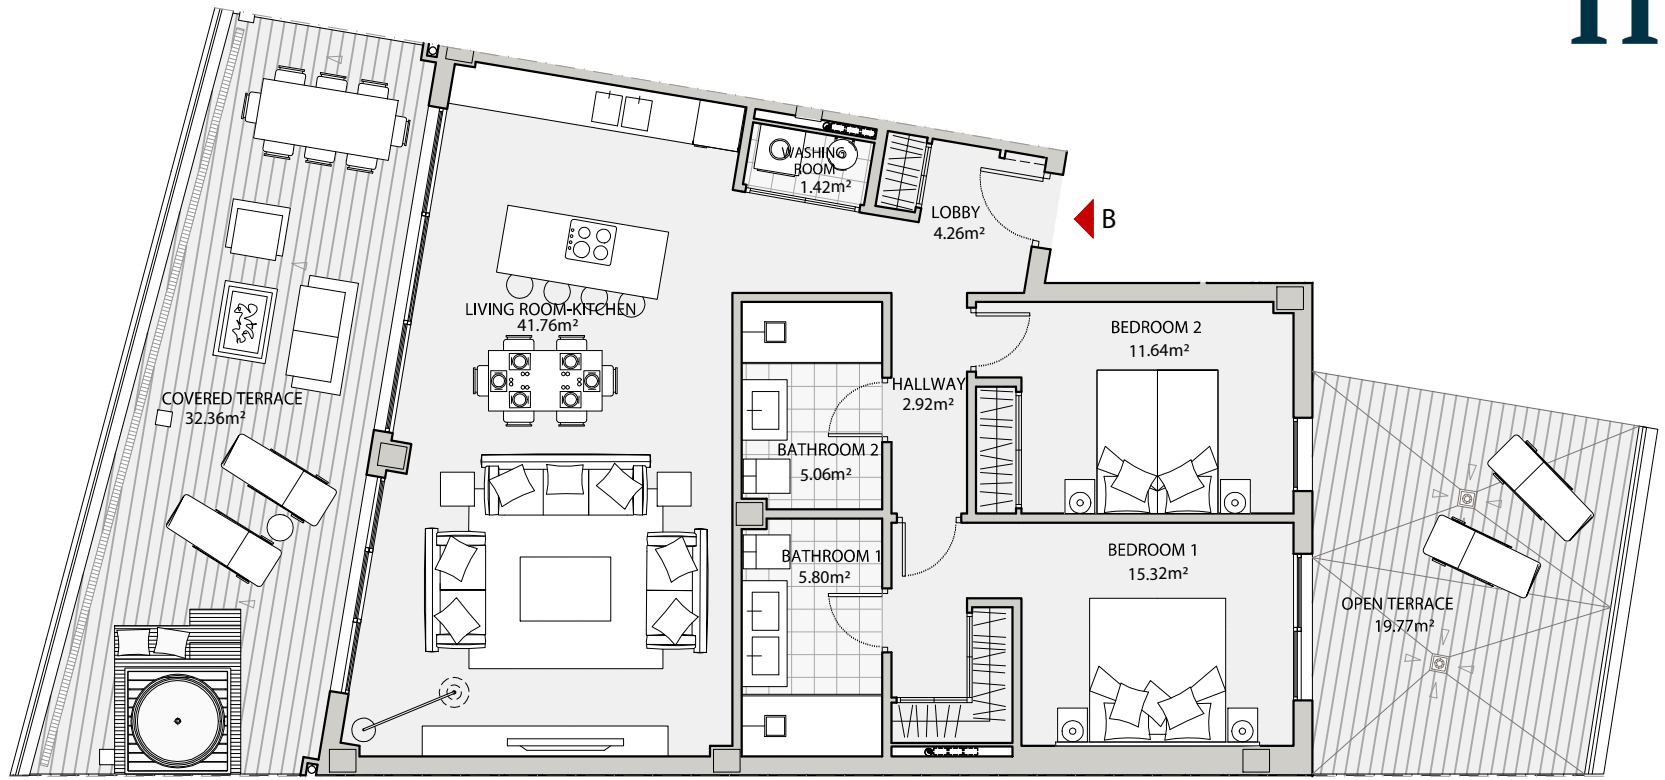 WASHING
ROOM
1.42m²
LOBBY
4.26m²
B
LIVING ROOM-KITCHEN
41.76m²
BEDROOM 2
11.64m²
HALLWAY
2.92m²
COVERED TERRACE
32.36m²
BATHROOM 2
5.06m²
BATHROOM 1
5.80m²
BEDROOM 1
15.32m²
OPEN TERRACE
19.77m²